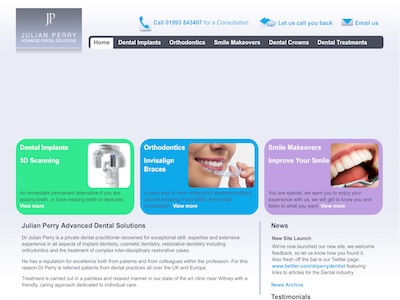 JP
JULIAN PERRY
ADVANCED DENTAL SOLUTIONS
Call 01993 843407 for a Consultation
Let us call you back
Email us
Home
Dental Implants
Orthodontics
Smile Makeovers
Dental Crowns
Dental Treatments
Dental Implants
3D Scanning
An immediate permanent alternative if you are
loosing teeth, or have missing teeth or dentures.
View more
Orthodontics
Invisalign
Braces
A great way to have orthodontic treatment without
anyone knowing. From £995. Free initial
consultation.
View more
Smile Makeovers
Improve Your Smile
You are special, we want you to enjoy your
experience with us, we will get to know you and
listen to what you want. View more
Julian Perry Advanced Dental Solutions
Dr Julian Perry is a private dental practitioner renowned for exceptional skill, expertise and extensive
experience in all aspects of implant dentistry, cosmetic dentistry, restorative dentistry including
orthodontics and the treatment of complex inter-disciplinary restorative cases.
He has a reputation for excellence both from patients and from colleagues within the profession. For this
reason Dr Perry is referred patients from dental practices all over the UK and Europe.
Treatment is carried out in a painless and relaxed manner in our state of the art clinic near Witney with a
friendly, caring approach dedicated to individual care.
News
New Site Launch
We've now launched our new site, we welcome
feedback, so let us know how you found it.
Also fresh off the bat is our Twitter page:
www.twitter.com/drperrydentist featuring
links to articles for the Dental industry.
News Archive
Testimonials